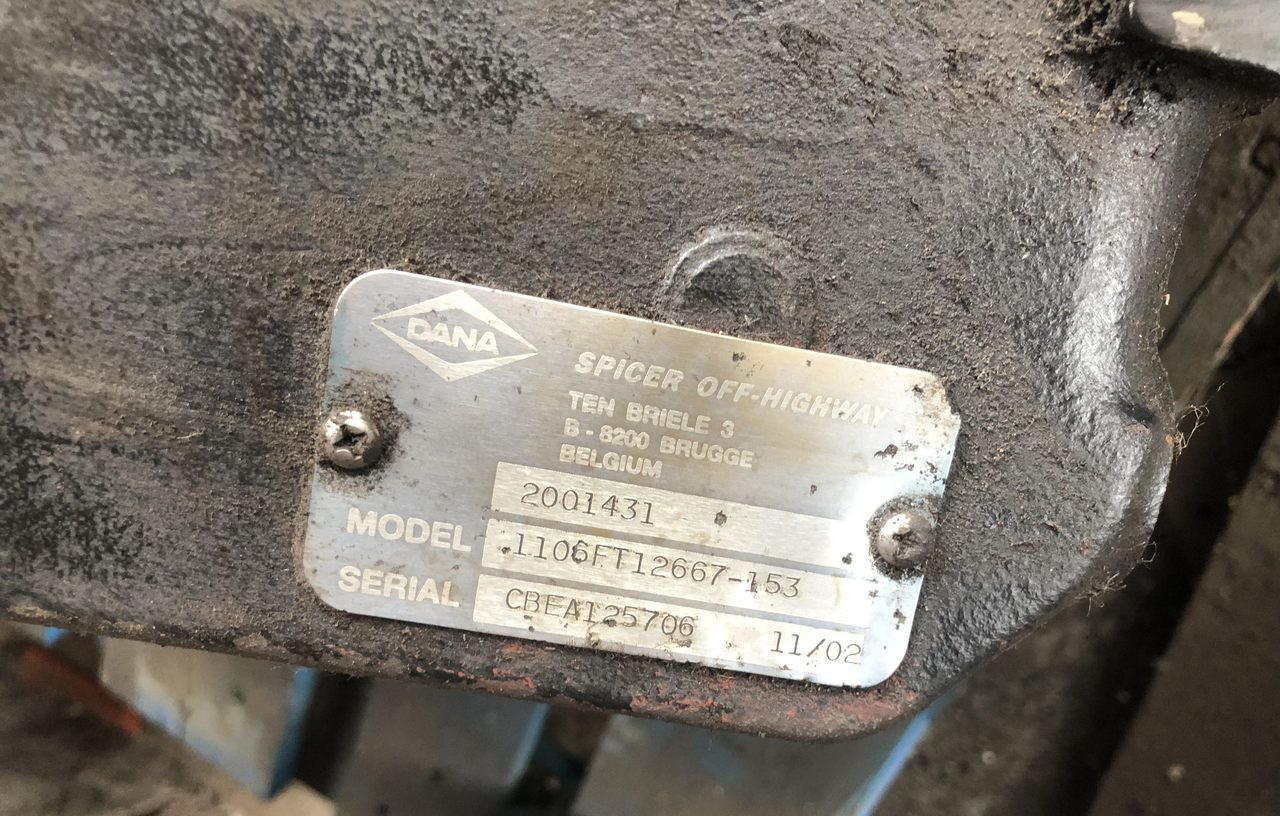 DANA
SPICER OFF-HIGHWAY
TEN BRIELE 3
B - 8200 BRUGGE
BELGIUM
2001431
MODEL 1106FT12667-153
SERIAL CBEA125706 11/02